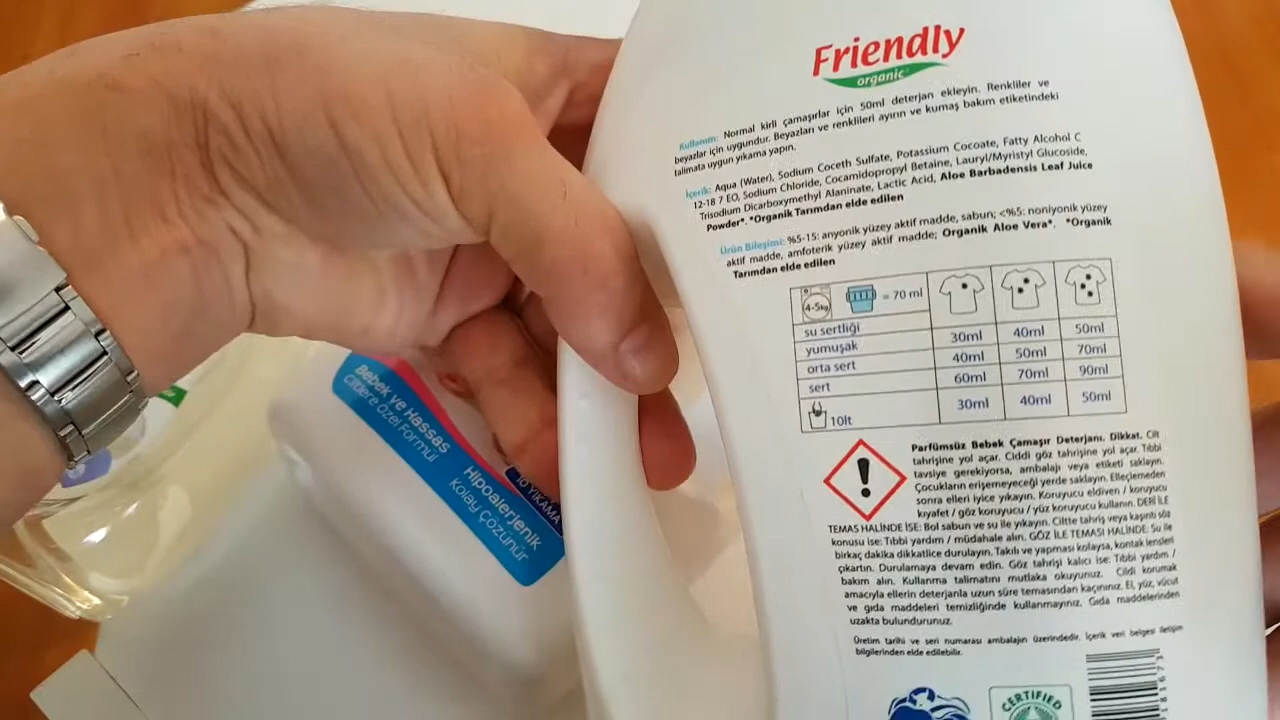 Friendly
organic
Kullanım: Normal kirli çamaşırlar için 50ml deterjan ekleyin. Renkliler ve
beyazlar için uygundur. Beyazları ve renklileri ayırın ve kumaş bakım etiketindeki
talimata uygun yıkama yapın.
İçerik: Aqua (Water), Sodium Coceth Sulfate, Potassium Cocoate, Fatty Alcohol C
12-18 7 EO, Sodium Chloride, Cocamidopropyl Betaine, Lauryl/Myristyl Glucoside,
Trisodium Dicarboxymethyl Alaninate, Lactic Acid, Aloe Barbadensis Leaf Juice
Powder*. *Organik Tarımdan elde edilen
Ürün Bileşimi: %5-15: anyonik yüzey aktif madde, sabun; <%5: noniyonik yüzey
aktif madde, amfoterik yüzey aktif madde; Organik Aloe Vera*. *Organik
Tarımdan elde edilen
4-5kg = 70 ml
su sertliği
yumuşak 30ml 40ml 50ml
orta sert 40ml 50ml 70ml
sert 60ml 70ml 90ml
10lt 30ml 40ml 50ml
Parfümsüz Bebek Çamaşır Deterjanı. Dikkat. Cilt
tahrişine yol açar. Ciddi göz tahrişine yol açar. Tıbbi
tavsiye gerekiyorsa, ambalajı veya etiketi saklayın.
Çocukların erişemeyeceği yerde saklayın. Elleçlemeden
sonra elleri iyice yıkayın. Koruyucu eldiven / koruyucu
kıyafet / göz koruyucu / yüz koruyucu kullanın. DERİ İLE
TEMAS HALİNDE İSE: Bol sabun ve su ile yıkayın. Ciltte tahriş veya kaşıntı söz
konusu ise: Tıbbi yardım / müdahale alın. GÖZ İLE TEMASI HALİNDE: Su ile
birkaç dakika dikkatlice durulayın. Takılı ve yapması kolaysa, kontak lensleri
çıkartın. Durulamaya devam edin. Göz tahrişi kalıcı ise: Tıbbi yardım /
bakım alın. Kullanma talimatını mutlaka okuyunuz. Cildi korumak
amacıyla ellerin deterjanla uzun süre temasından kaçınınız. El, yüz, vücut
ve gıda maddeleri temizliğinde kullanmayınız. Gıda maddelerinden
uzakta bulundurunuz.
Üretim tarihi ve seri numarası ambalajın üzerindedir. İçerik veri belgesi iletişim
bilgilerinden elde edilebilir.
CERTIFIED
Bebek ve Hassas
Ciltlere Özel Formül
Hipoalerjenik
Kolay Çözünür
10 YIKAMA